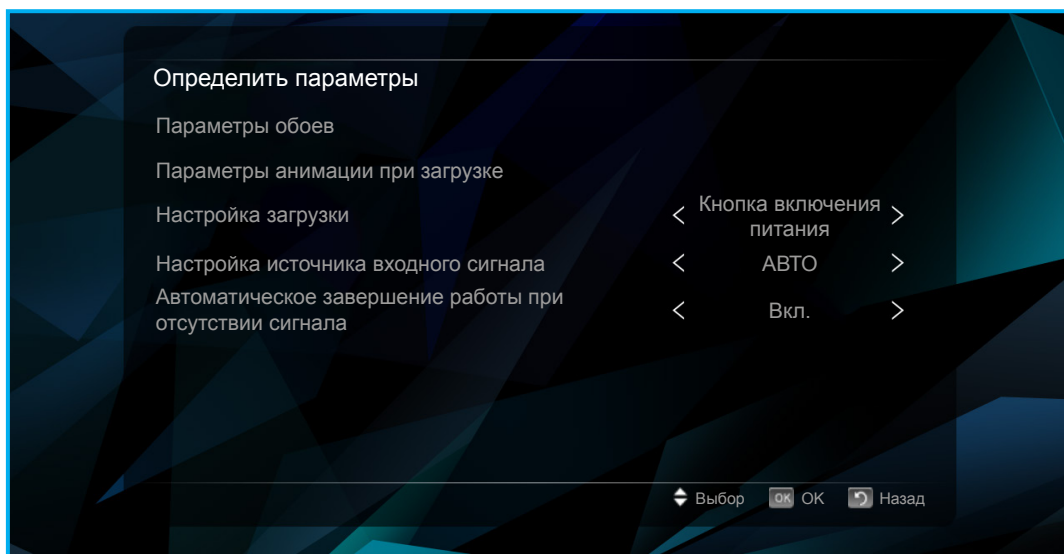 Определить параметры
Параметры обоев
Параметры анимации при загрузке
Настройка загрузки
Кнопка включения
питания
Настройка источника входного сигнала
АВТО
Автоматическое завершение работы при
отсутствии сигнала
Вкл.
Выбор OK OK Назад